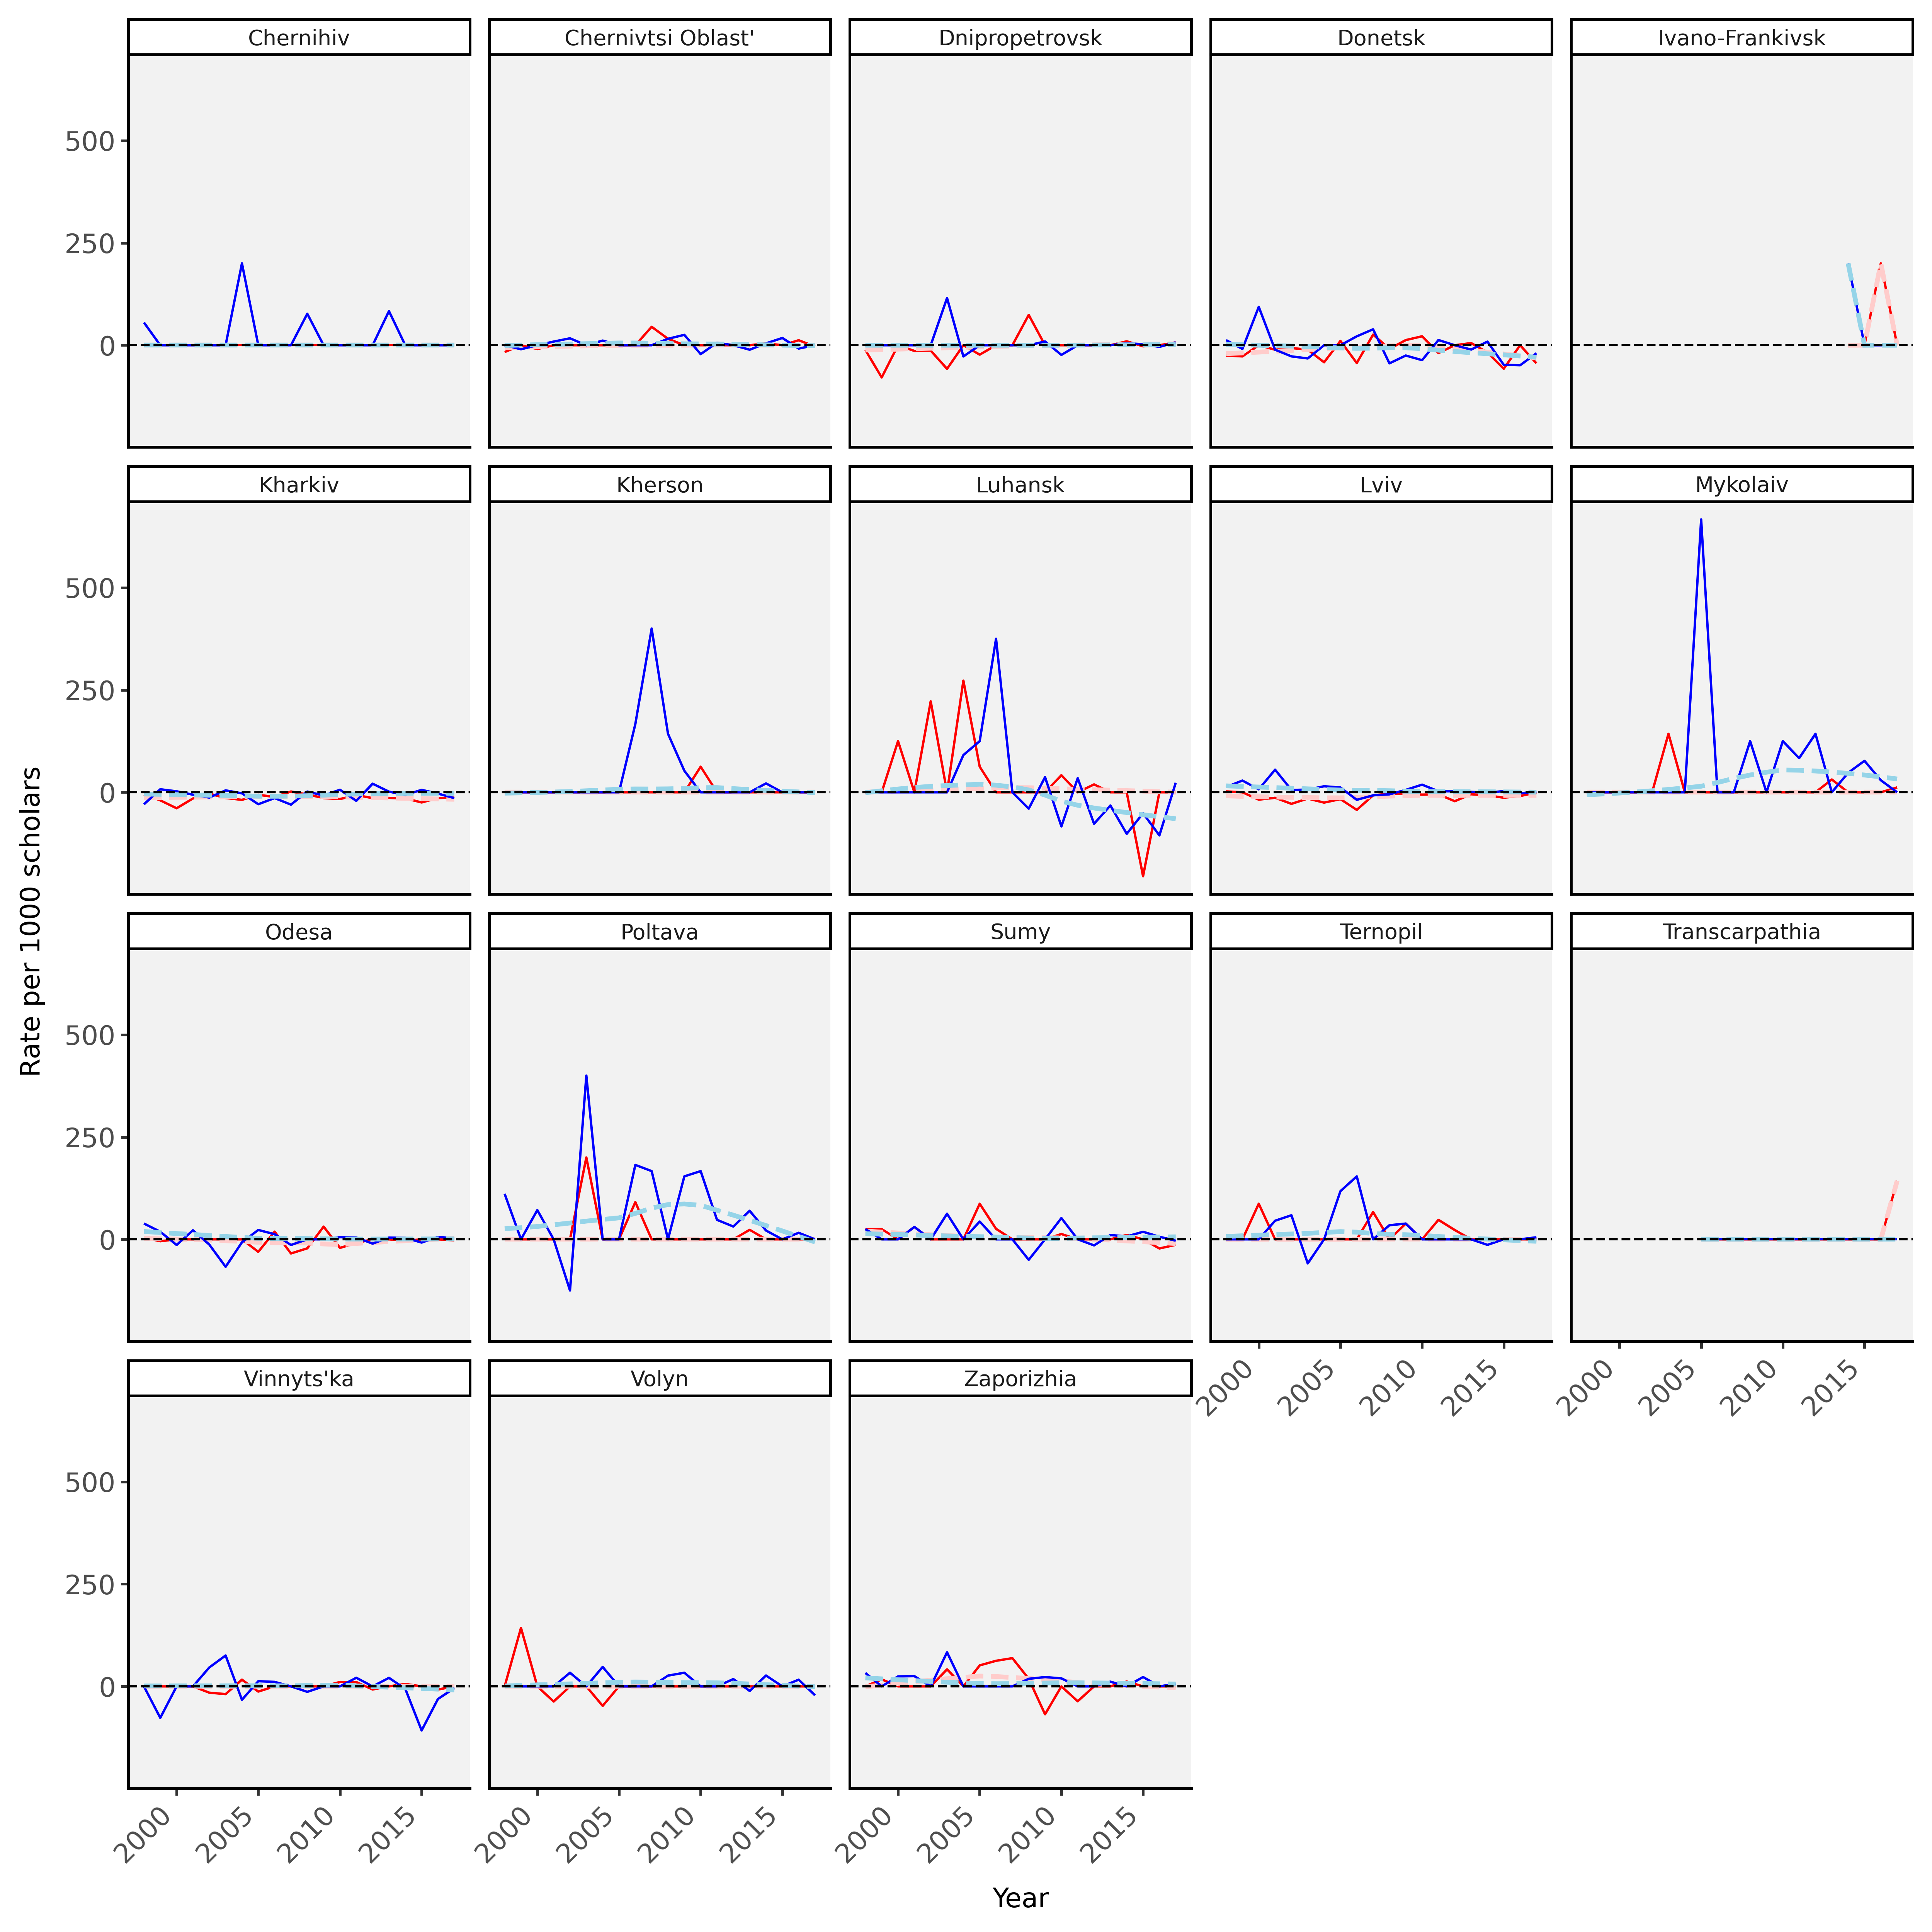 Chernihiv
Chernivtsi Oblast'
Dnipropetrovsk
Donetsk
Ivano-Frankivsk
500
250
0
Kharkiv
Kherson
Luhansk
Lviv
Mykolaiv
500
250
0
Rate per 1000 scholars
Odesa
Poltava
Sumy
Ternopil
Transcarpathia
500
250
0
2000 2005 2010 2015
2000 2005 2010 2015
Vinnyts'ka
Volyn
Zaporizhia
500
250
0
2000 2005 2010 2015
2000 2005 2010 2015
2000 2005 2010 2015
Year